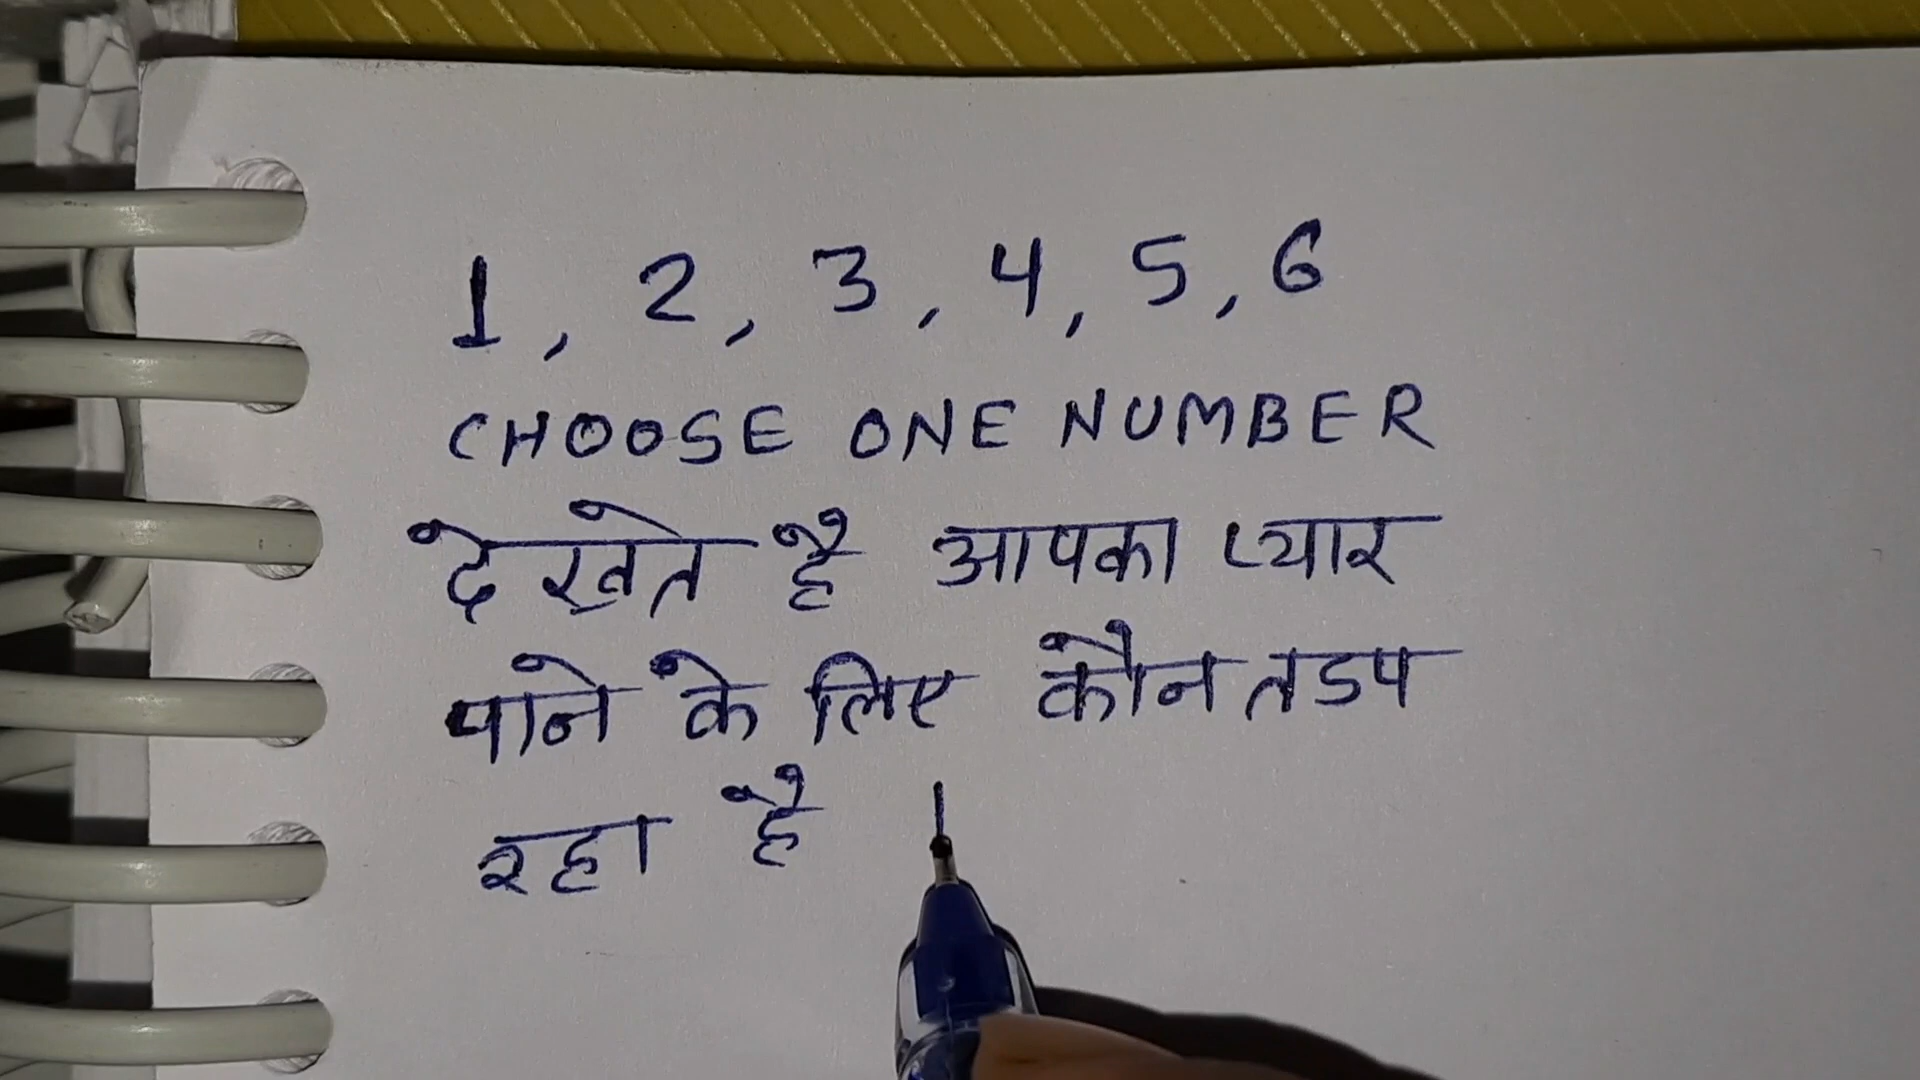 1, 2, 3, 4, 5, 6
CHOOSE ONE NUMBER
देखते है आपका प्यार
पाने के लिए कौन तडप
रहा है ।